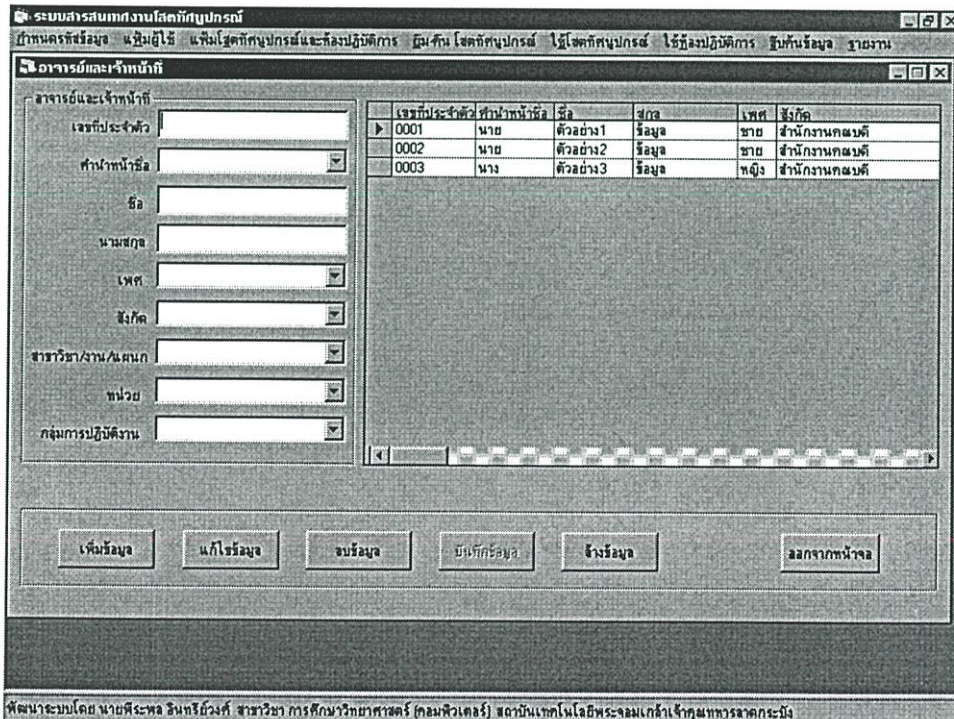 ระบบสารสนเทศงานโสตทัศนูปกรณ์
กำหนดรหัสข้อมูล แฟ้มผู้ใช้ แฟ้มโสตทัศนูปกรณ์และห้องปฏิบัติการ ยืม-คืน โสตทัศนูปกรณ์ ใช้โสตทัศนูปกรณ์ ใช้ห้องปฏิบัติการ สืบค้นข้อมูล รายงาน
อาจารย์และเจ้าหน้าที่
อาจารย์และเจ้าหน้าที่
เลขที่ประจำตัว
คำนำหน้าชื่อ
ชื่อ
นามสกุล
เพศ
สังกัด
สาขาวิชา/งาน/แผนก
หน่วย
กลุ่มการปฏิบัติงาน
เลขที่ประจำตัว คำนำหน้าชื่อ ชื่อ สกุล เพศ สังกัด
0001 นาย ตัวอย่าง1 ข้อมูล ชาย สำนักงานคณบดี
0002 นาย ตัวอย่าง2 ข้อมูล ชาย สำนักงานคณบดี
0003 นาง ตัวอย่าง3 ข้อมูล หญิง สำนักงานคณบดี
เพิ่มข้อมูล แก้ไขข้อมูล ลบข้อมูล บันทึกข้อมูล ล้างข้อมูล ออกจากหน้าจอ
พัฒนาระบบโดย นายพีระพล อินทรีย์วงศ์ สาขาวิชา การศึกษาวิทยาศาสตร์ (คอมพิวเตอร์) สถาบันเทคโนโลยีพระจอมเกล้าเจ้าคุณทหารลาดกระบัง